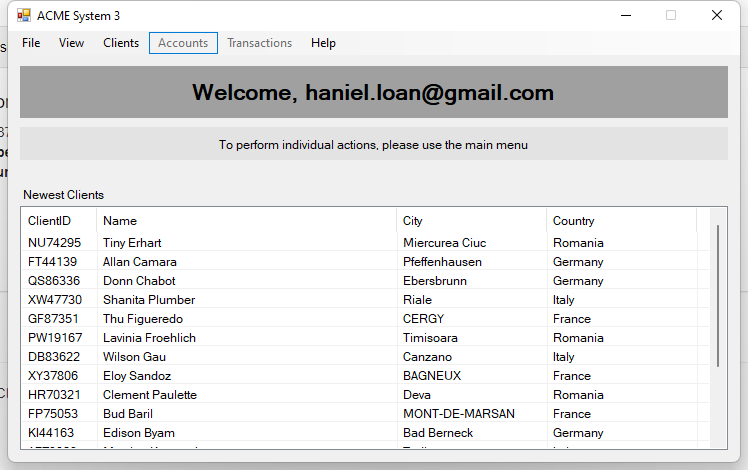 ACME System 3
File View Clients Accounts Transactions Help
Welcome, haniel.loan@gmail.com
To perform individual actions, please use the main menu
Newest Clients
ClientID Name City Country
NU74295 Tiny Erhart Miercurea Ciuc Romania
FT44139 Allan Camara Pfeffenhausen Germany
QS86336 Donn Chabot Ebersbrunn Germany
XW47730 Shanita Plumber Riale Italy
GF87351 Thu Figueredo CERGY France
PW19167 Lavinia Froehlich Timisoara Romania
DB83622 Wilson Gau Canzano Italy
XY37806 Eloy Sandoz BAGNEUX France
HR70321 Clement Paulette Deva Romania
FP75053 Bud Baril MONT-DE-MARSAN France
KI44163 Edison Byam Bad Berneck Germany